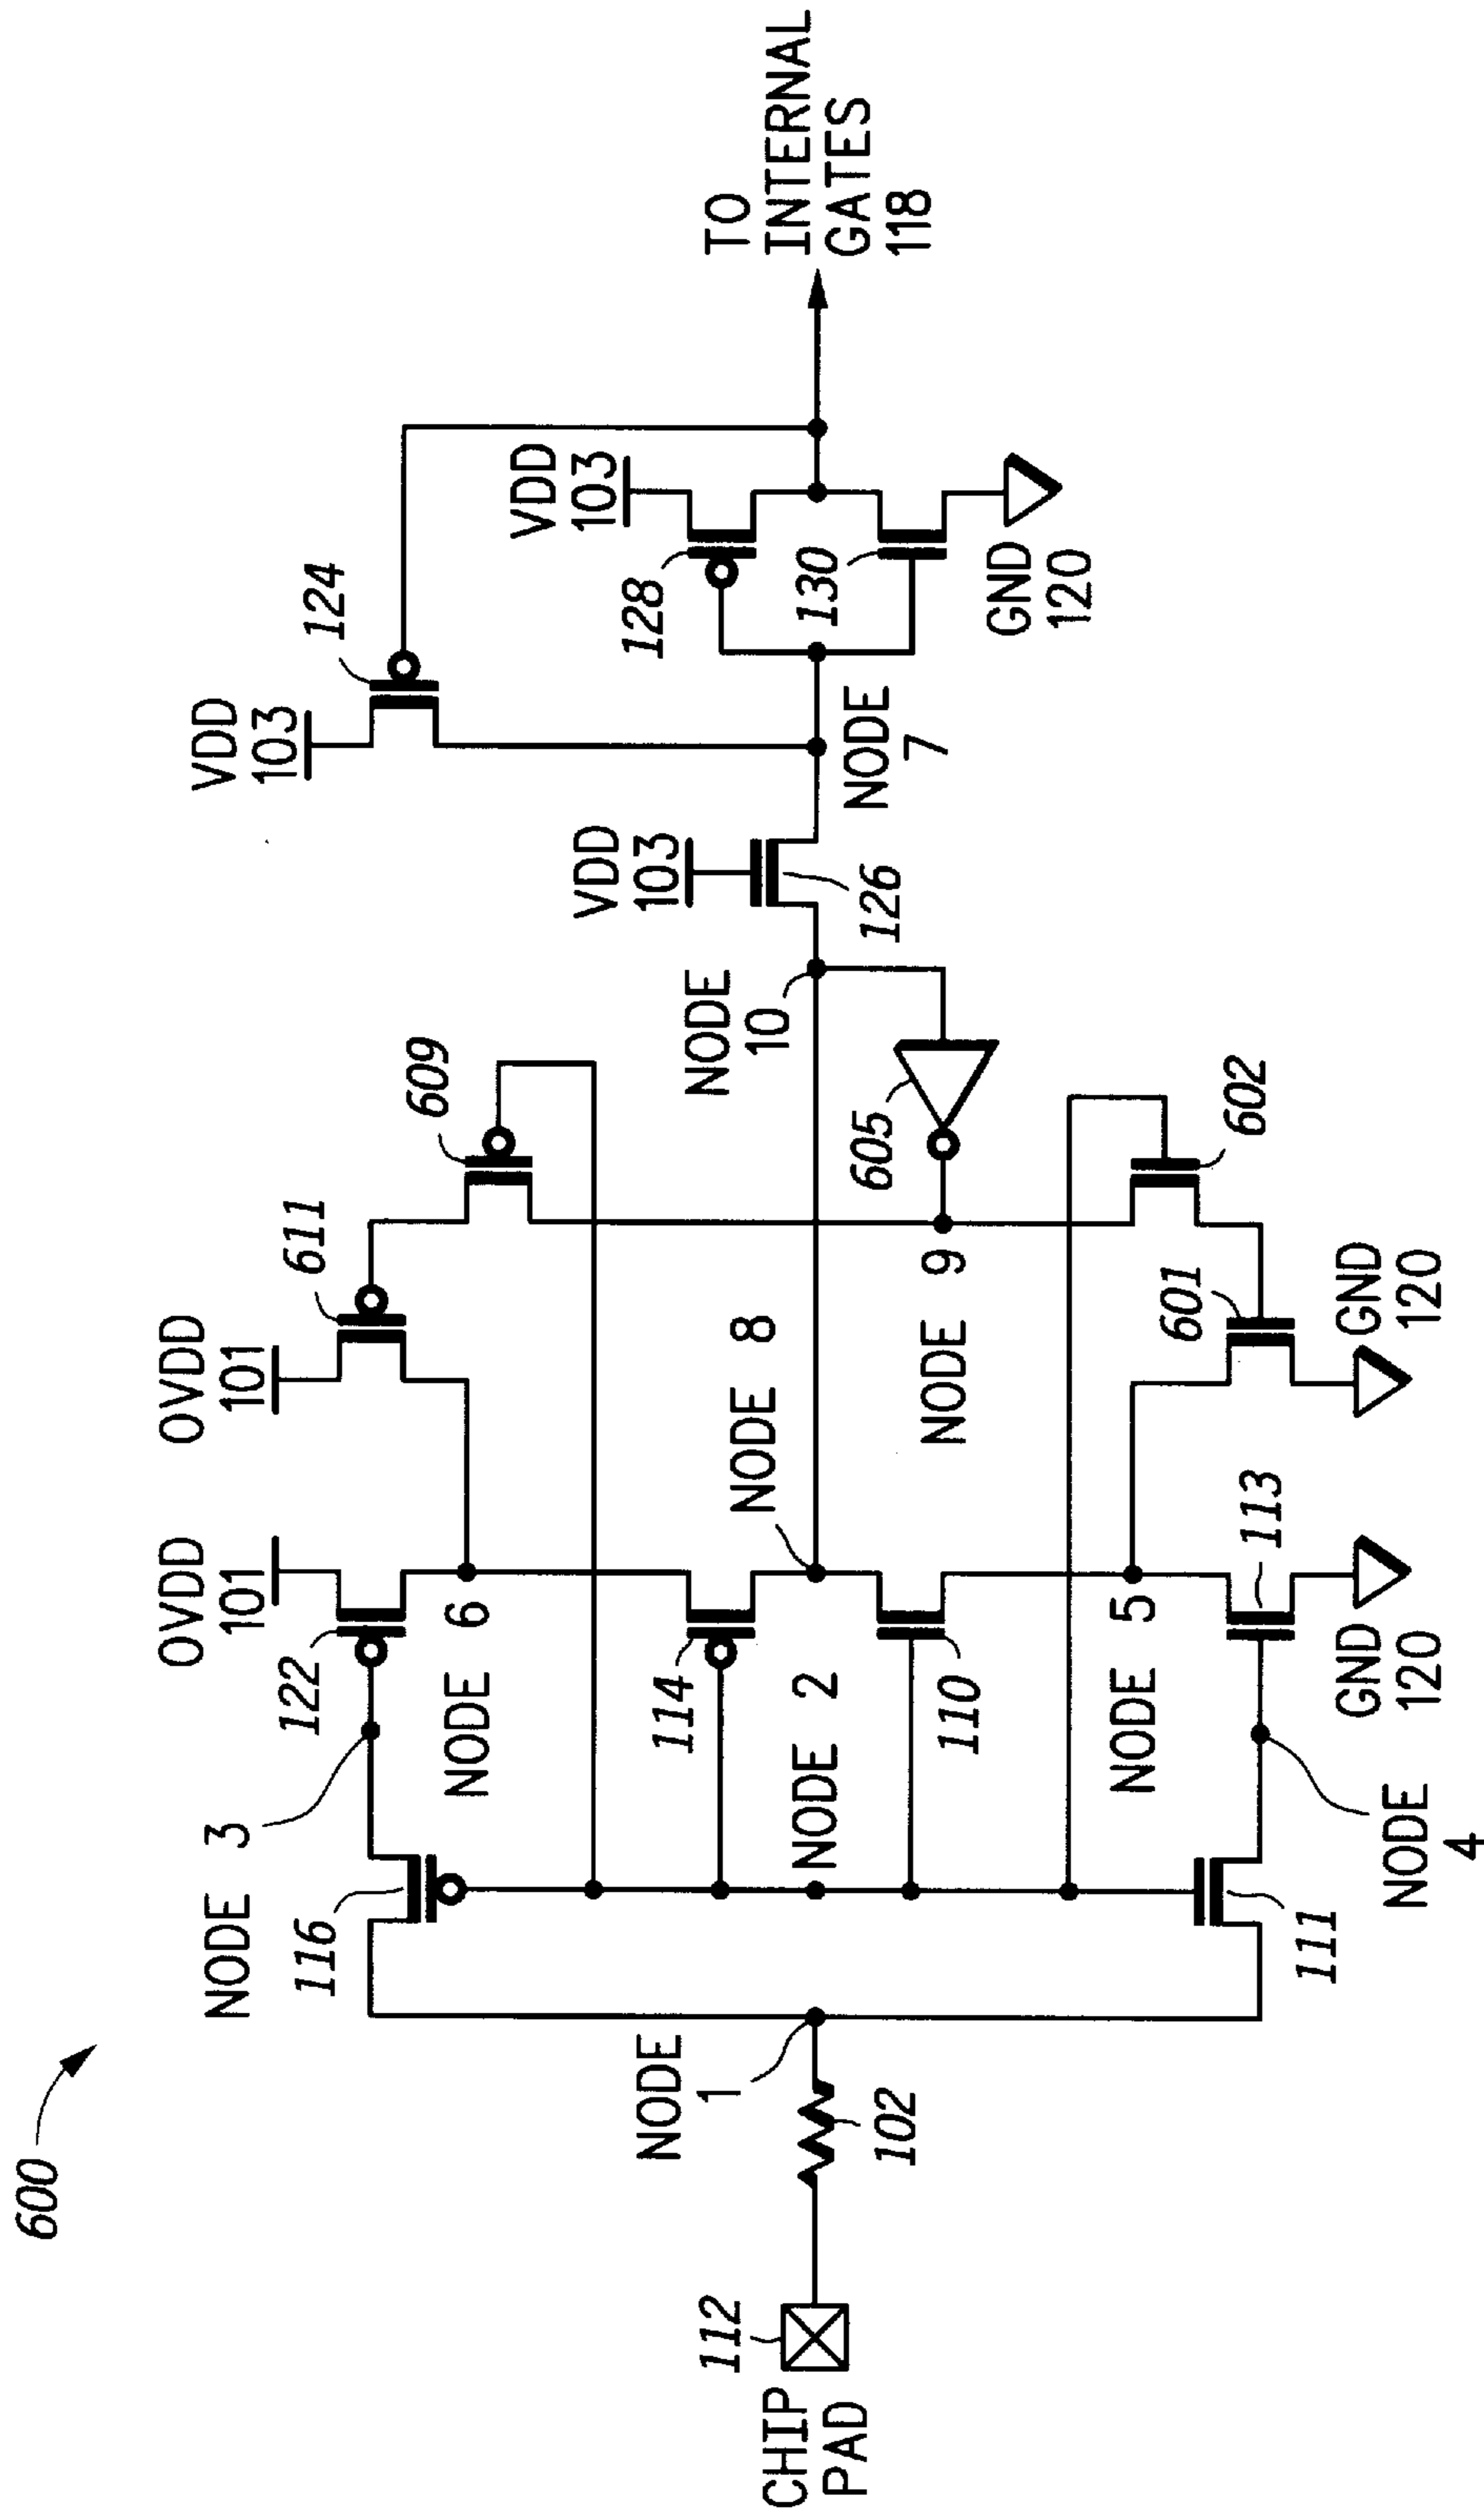 600
CHIP
PAD
112
102
NODE
1
NODE 3
116
122
OVDD
101
NODE 6
OVDD
101
611
609
114
NODE 2
110
NODE 5
111
NODE
4
113
GND
120
GND
120
601
602
NODE 8
NODE 9
605
NODE
10
126
VDD
103
NODE
7
VDD
103
124
128
130
VDD
103
GND
120
TO
INTERNAL
GATES
118